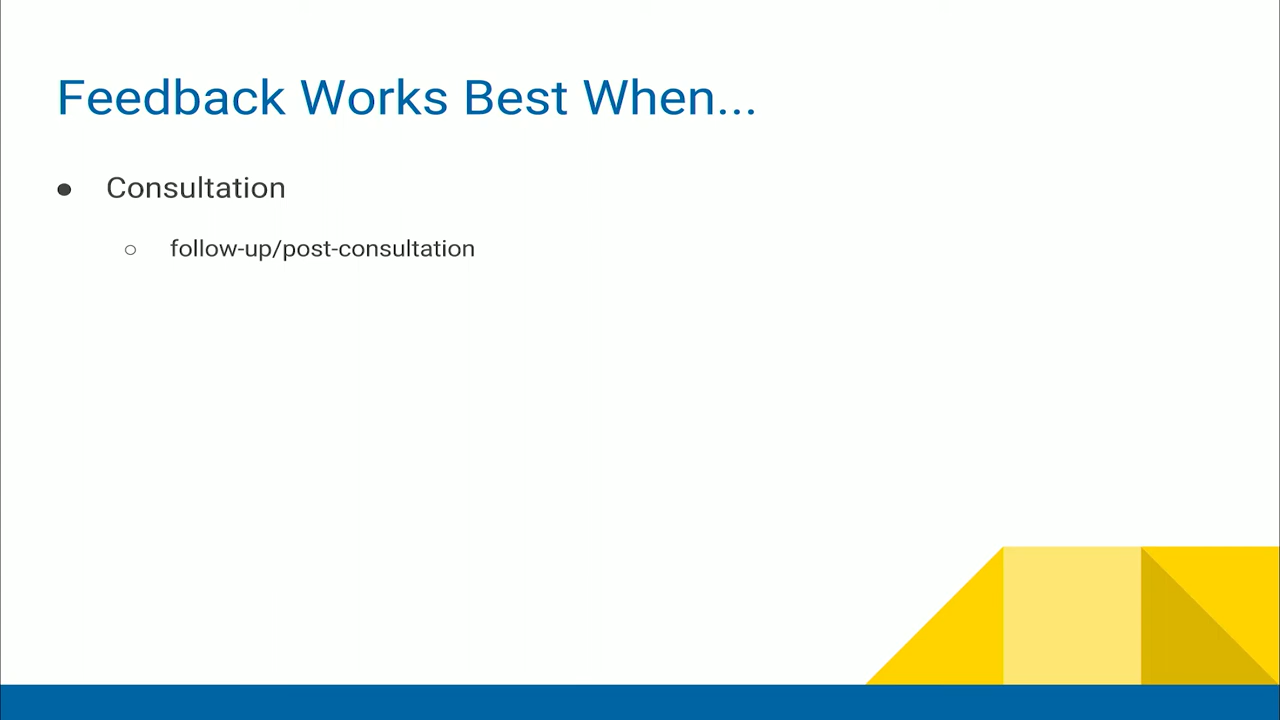 Feedback Works Best When...
● Consultation
○ follow-up/post-consultation